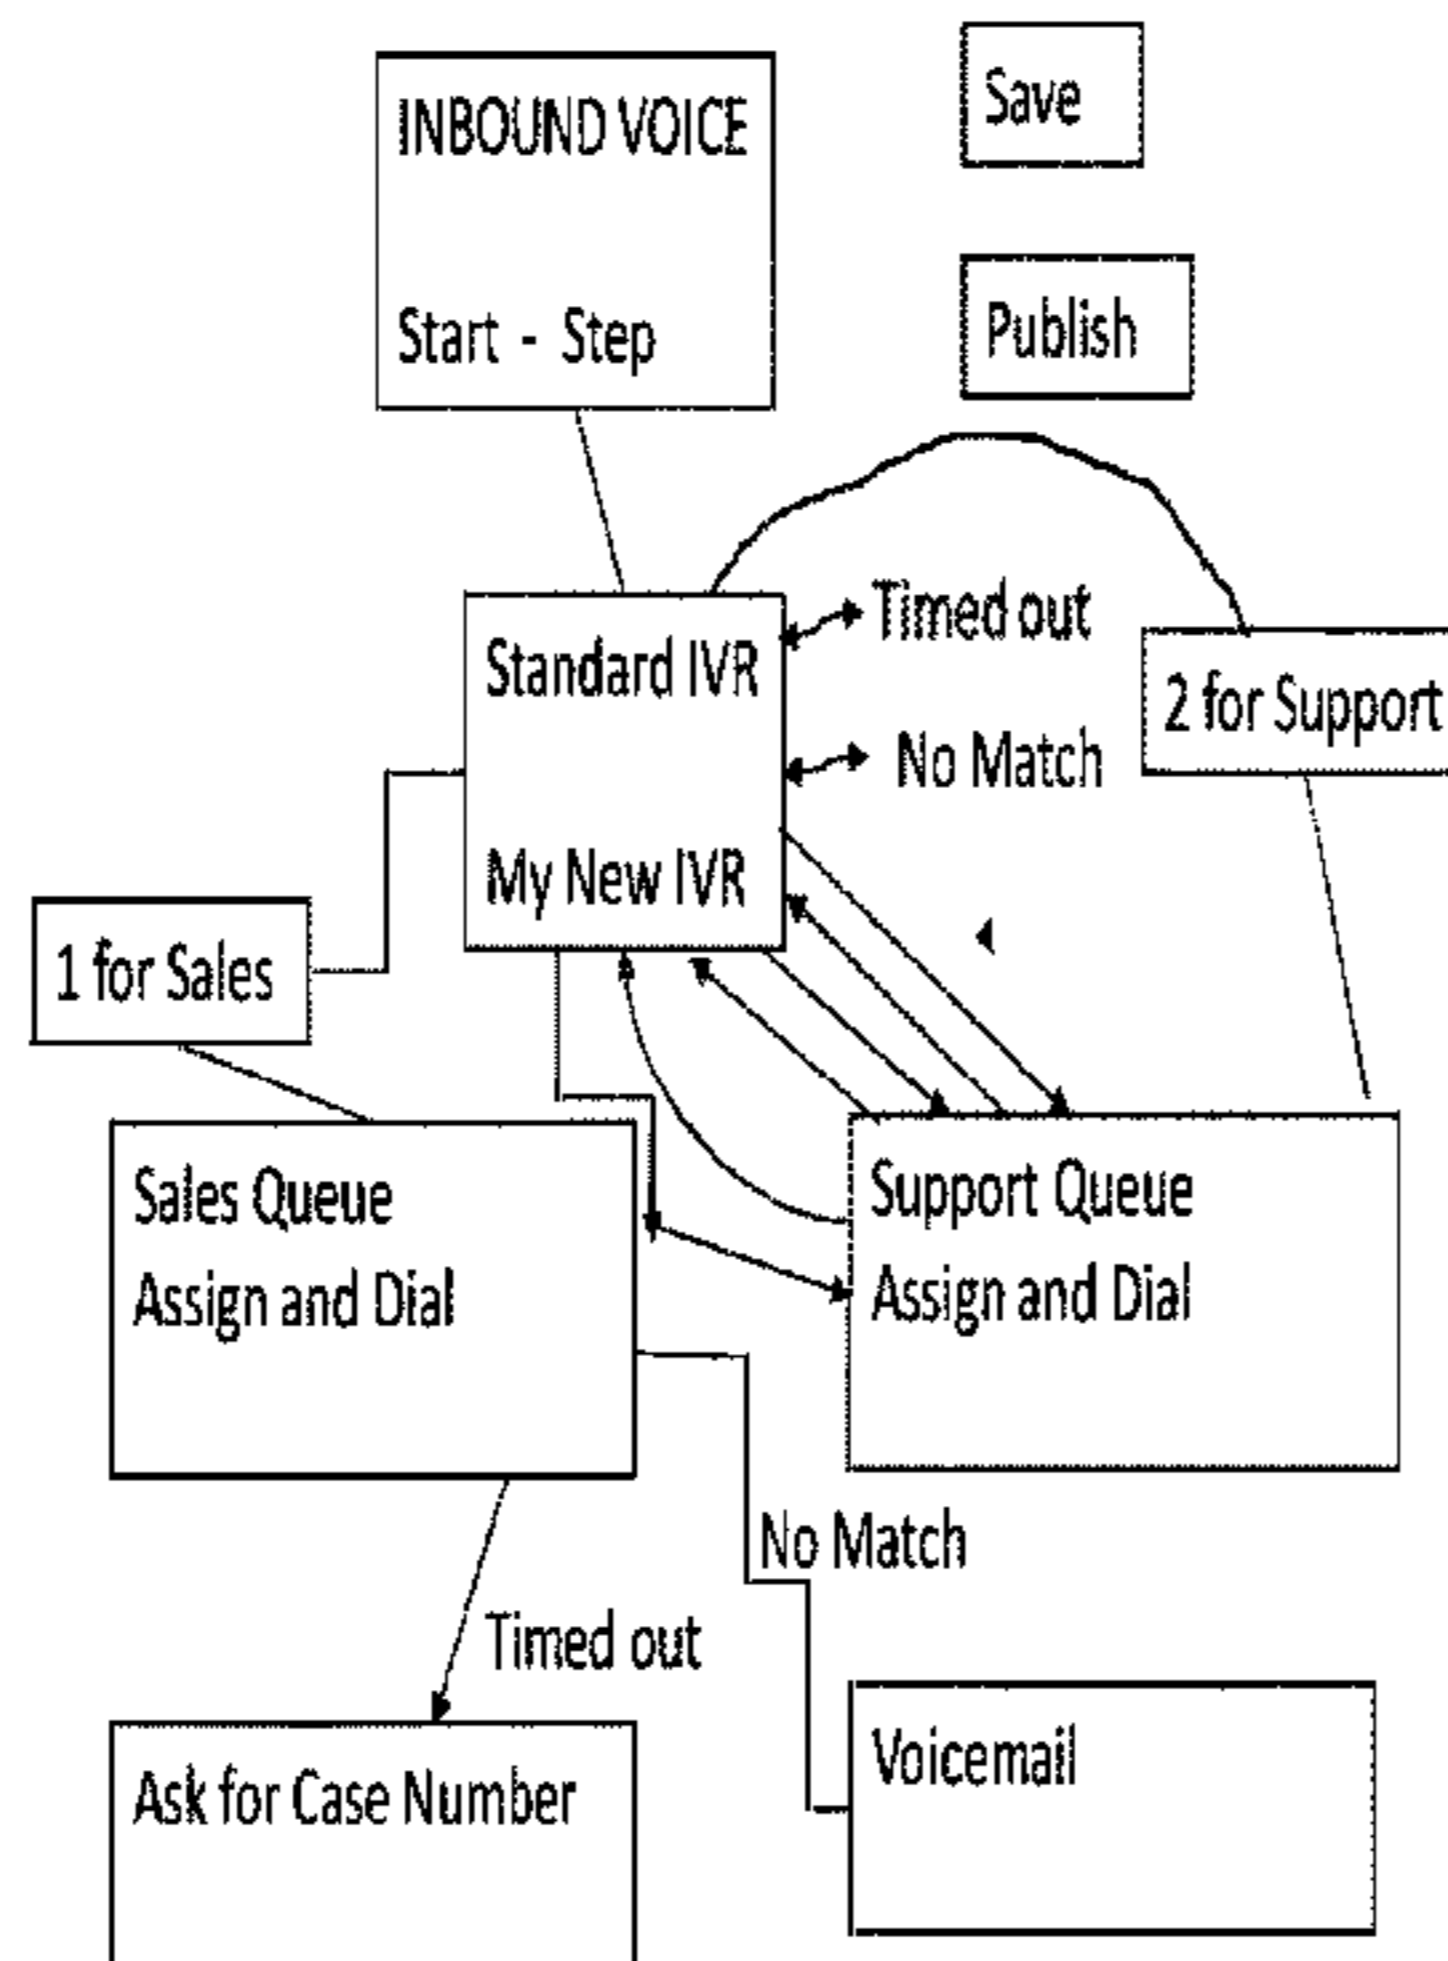 INBOUND VOICE
Start - Step
Save
Publish
Standard IVR
My New IVR
Timed out
No Match
2 for Support
1 for Sales
Sales Queue
Assign and Dial
Support Queue
Assign and Dial
No Match
Timed out
Ask for Case Number
Voicemail